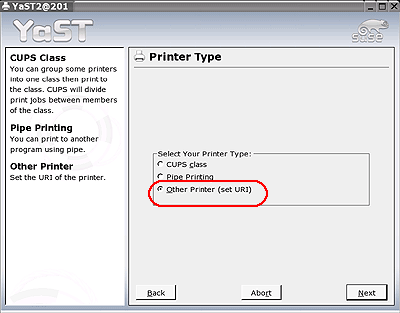 YaST2@201
YaST
SuSE
CUPS Class
You can group some printers
into one class then print to
the class. CUPS will divide
print jobs between members
of the class.
Pipe Printing
You can print to another
program using pipe.
Other Printer
Set the URI of the printer.
Printer Type
Select Your Printer Type:
CUPS class
Pipe Printing
Other Printer (set URI)
Back
Abort
Next